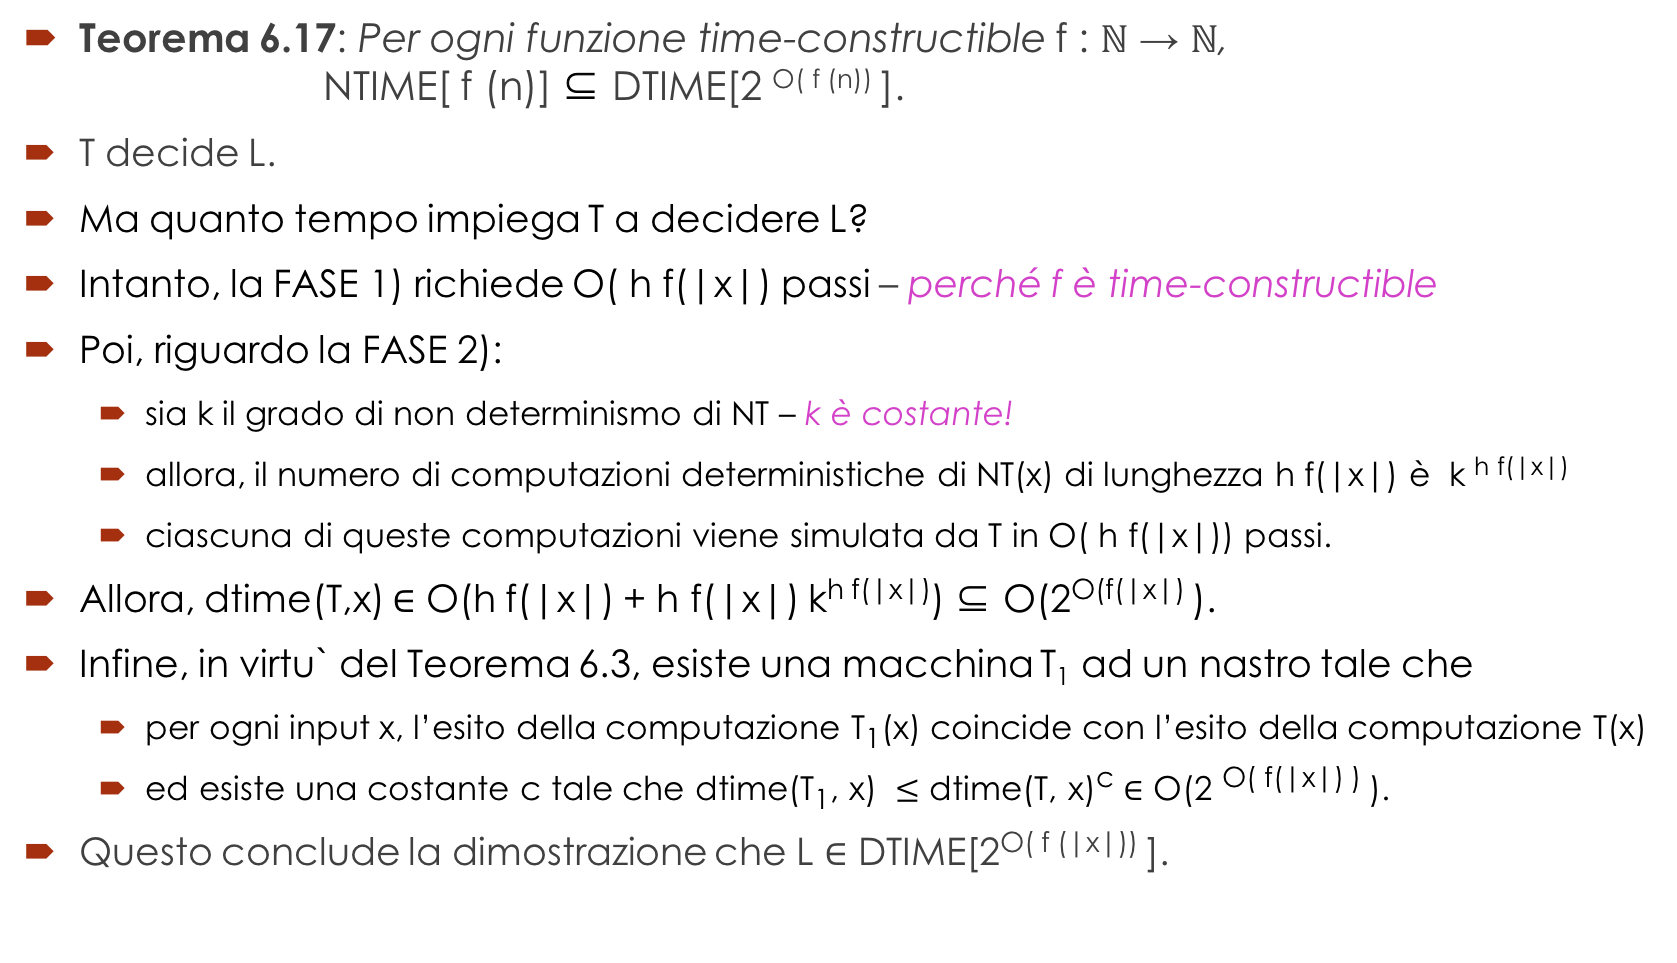 Teorema 6.17: Per ogni funzione time-constructible f : ℕ → ℕ,
NTIME[ f (n)] ⊆ DTIME[2 O( f (n)) ].
T decide L.
Ma quanto tempo impiega T a decidere L?
Intanto, la FASE 1) richiede O( h f(|x|) passi – perché f è time-constructible
Poi, riguardo la FASE 2):
sia k il grado di non determinismo di NT – k è costante!
allora, il numero di computazioni deterministiche di NT(x) di lunghezza h f(|x|) è k h f(|x|)
ciascuna di queste computazioni viene simulata da T in O( h f(|x|)) passi.
Allora, dtime(T,x) ∈ O(h f(|x|) + h f(|x|) kh f(|x|)) ⊆ O(2O(f(|x|) ).
Infine, in virtu` del Teorema 6.3, esiste una macchina T1 ad un nastro tale che
per ogni input x, l’esito della computazione T1(x) coincide con l’esito della computazione T(x)
ed esiste una costante c tale che dtime(T1, x) ≤ dtime(T, x)c ∈ O(2 O( f(|x|) ) ).
Questo conclude la dimostrazione che L ∈ DTIME[2O( f (|x|)) ].